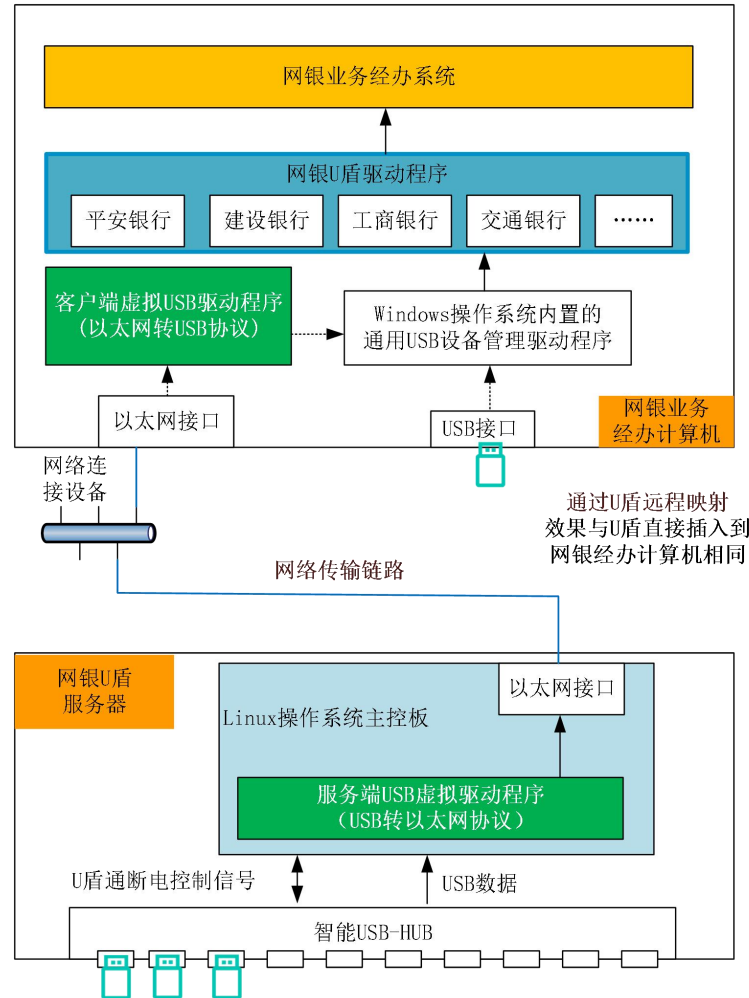 网银业务经办系统
网银U盾驱动程序
平安银行
建设银行
工商银行
交通银行
……
客户端虚拟USB驱动程序
(以太网转USB协议)
Windows操作系统内置的
通用USB设备管理驱动程序
以太网接口
USB接口
网银业务
经办计算机
网络连
接设备
通过U盾远程映射
效果与U盾直接插入到
网银经办计算机相同
网络传输链路
网银U盾
服务器
以太网接口
Linux操作系统主控板
服务端USB虚拟驱动程序
（USB转以太网协议）
U盾通断电控制信号
USB数据
智能USB-HUB